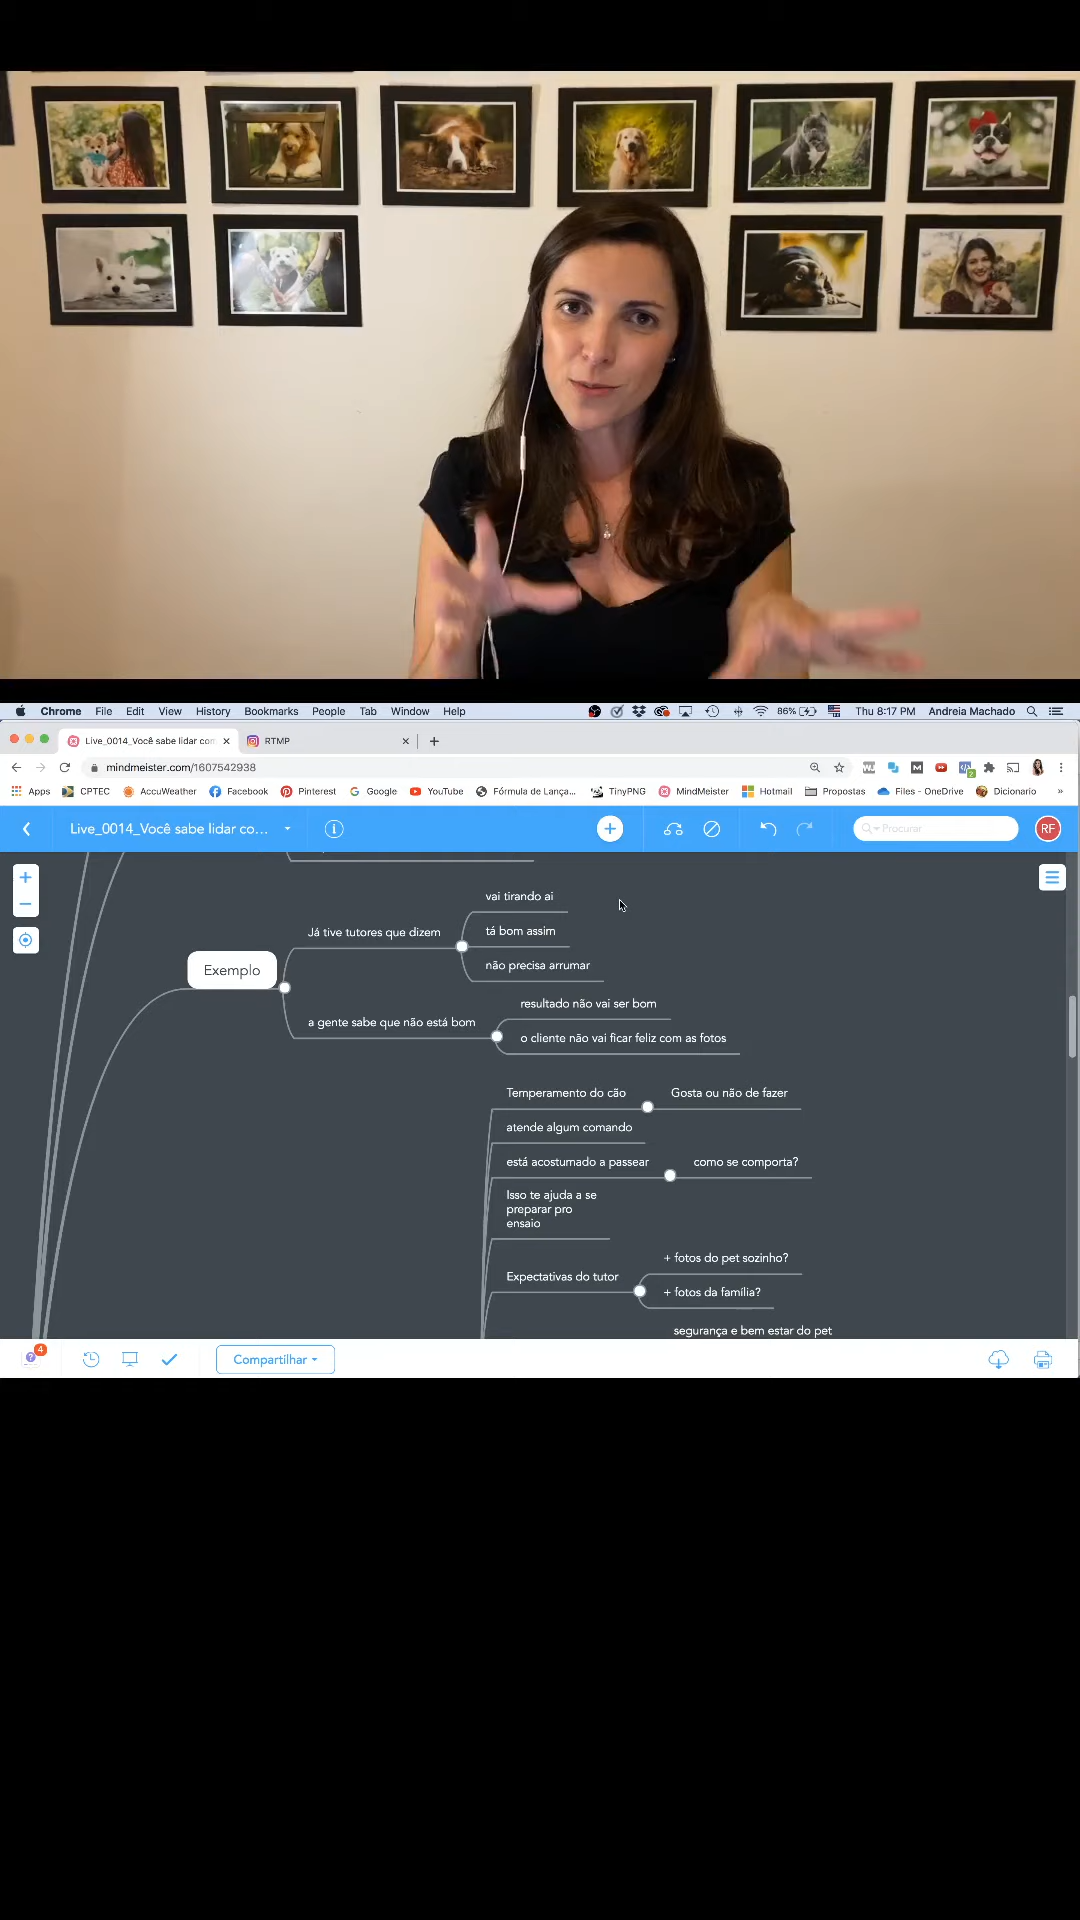 Chrome File Edit View History Bookmarks People Tab Window Help 86% Thu 8:17 PM Andreia Machado
Live_0014_Você sabe lidar com RTMP
mindmeister.com/1607542938
Apps CPTEC AccuWeather Facebook Pinterest Google YouTube Fórmula de Lança... TinyPNG MindMeister Hotmail Propostas Files - OneDrive Dicionario »
Live_0014_Você sabe lidar co... Procurar RF
vai tirando ai
Já tive tutores que dizem
tá bom assim
não precisa arrumar
Exemplo
resultado não vai ser bom
a gente sabe que não está bom
o cliente não vai ficar feliz com as fotos
Temperamento do cão
Gosta ou não de fazer
atende algum comando
está acostumado a passear
como se comporta?
Isso te ajuda a se
preparar pro
ensaio
+ fotos do pet sozinho?
Expectativas do tutor
+ fotos da família?
segurança e bem estar do pet
4
Compartilhar